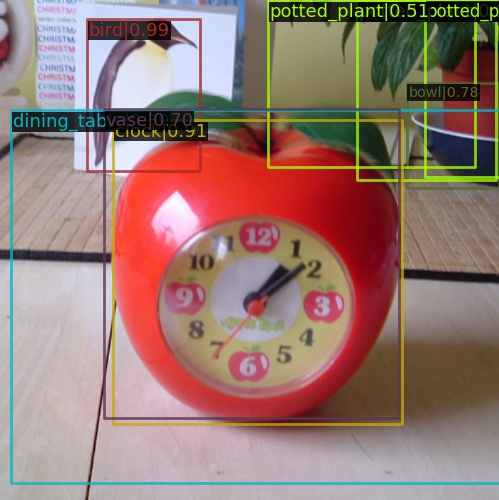 CHRISTM
CHRISTM
CHRISTM
CHRISTM
CHRISTM
CHRISTM
bird|0.99
potted_plant|0.51
potted_p
bowl|0.78
dining_tab
vase|0.70
clock|0.91
12
1
2
3
4
5
6
7
8
9
10
11